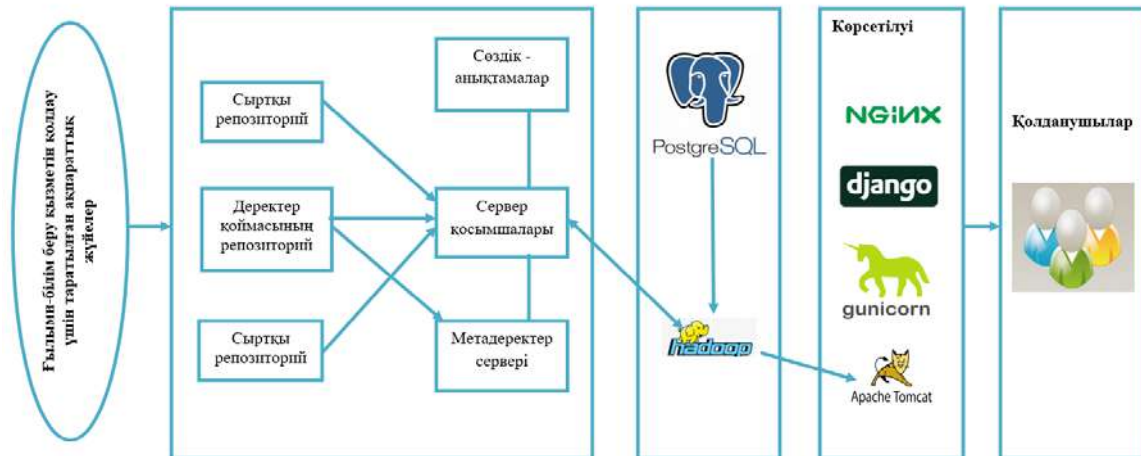 Ғылыми-білім беру қызметін қолдау
үшін таратылған ақпараттық
жүйелер
Сыртқы
репозиторий
Деректер
қоймасының
репозиторий
Сыртқы
репозиторий
Сөздік -
анықтамалар
Сервер
қосымшалары
Метадеректер
сервері
PostgreSQL
hadoop
Көрсетілуі
NGiNX
django
gunicorn
Apache Tomcat
Қолданушылар